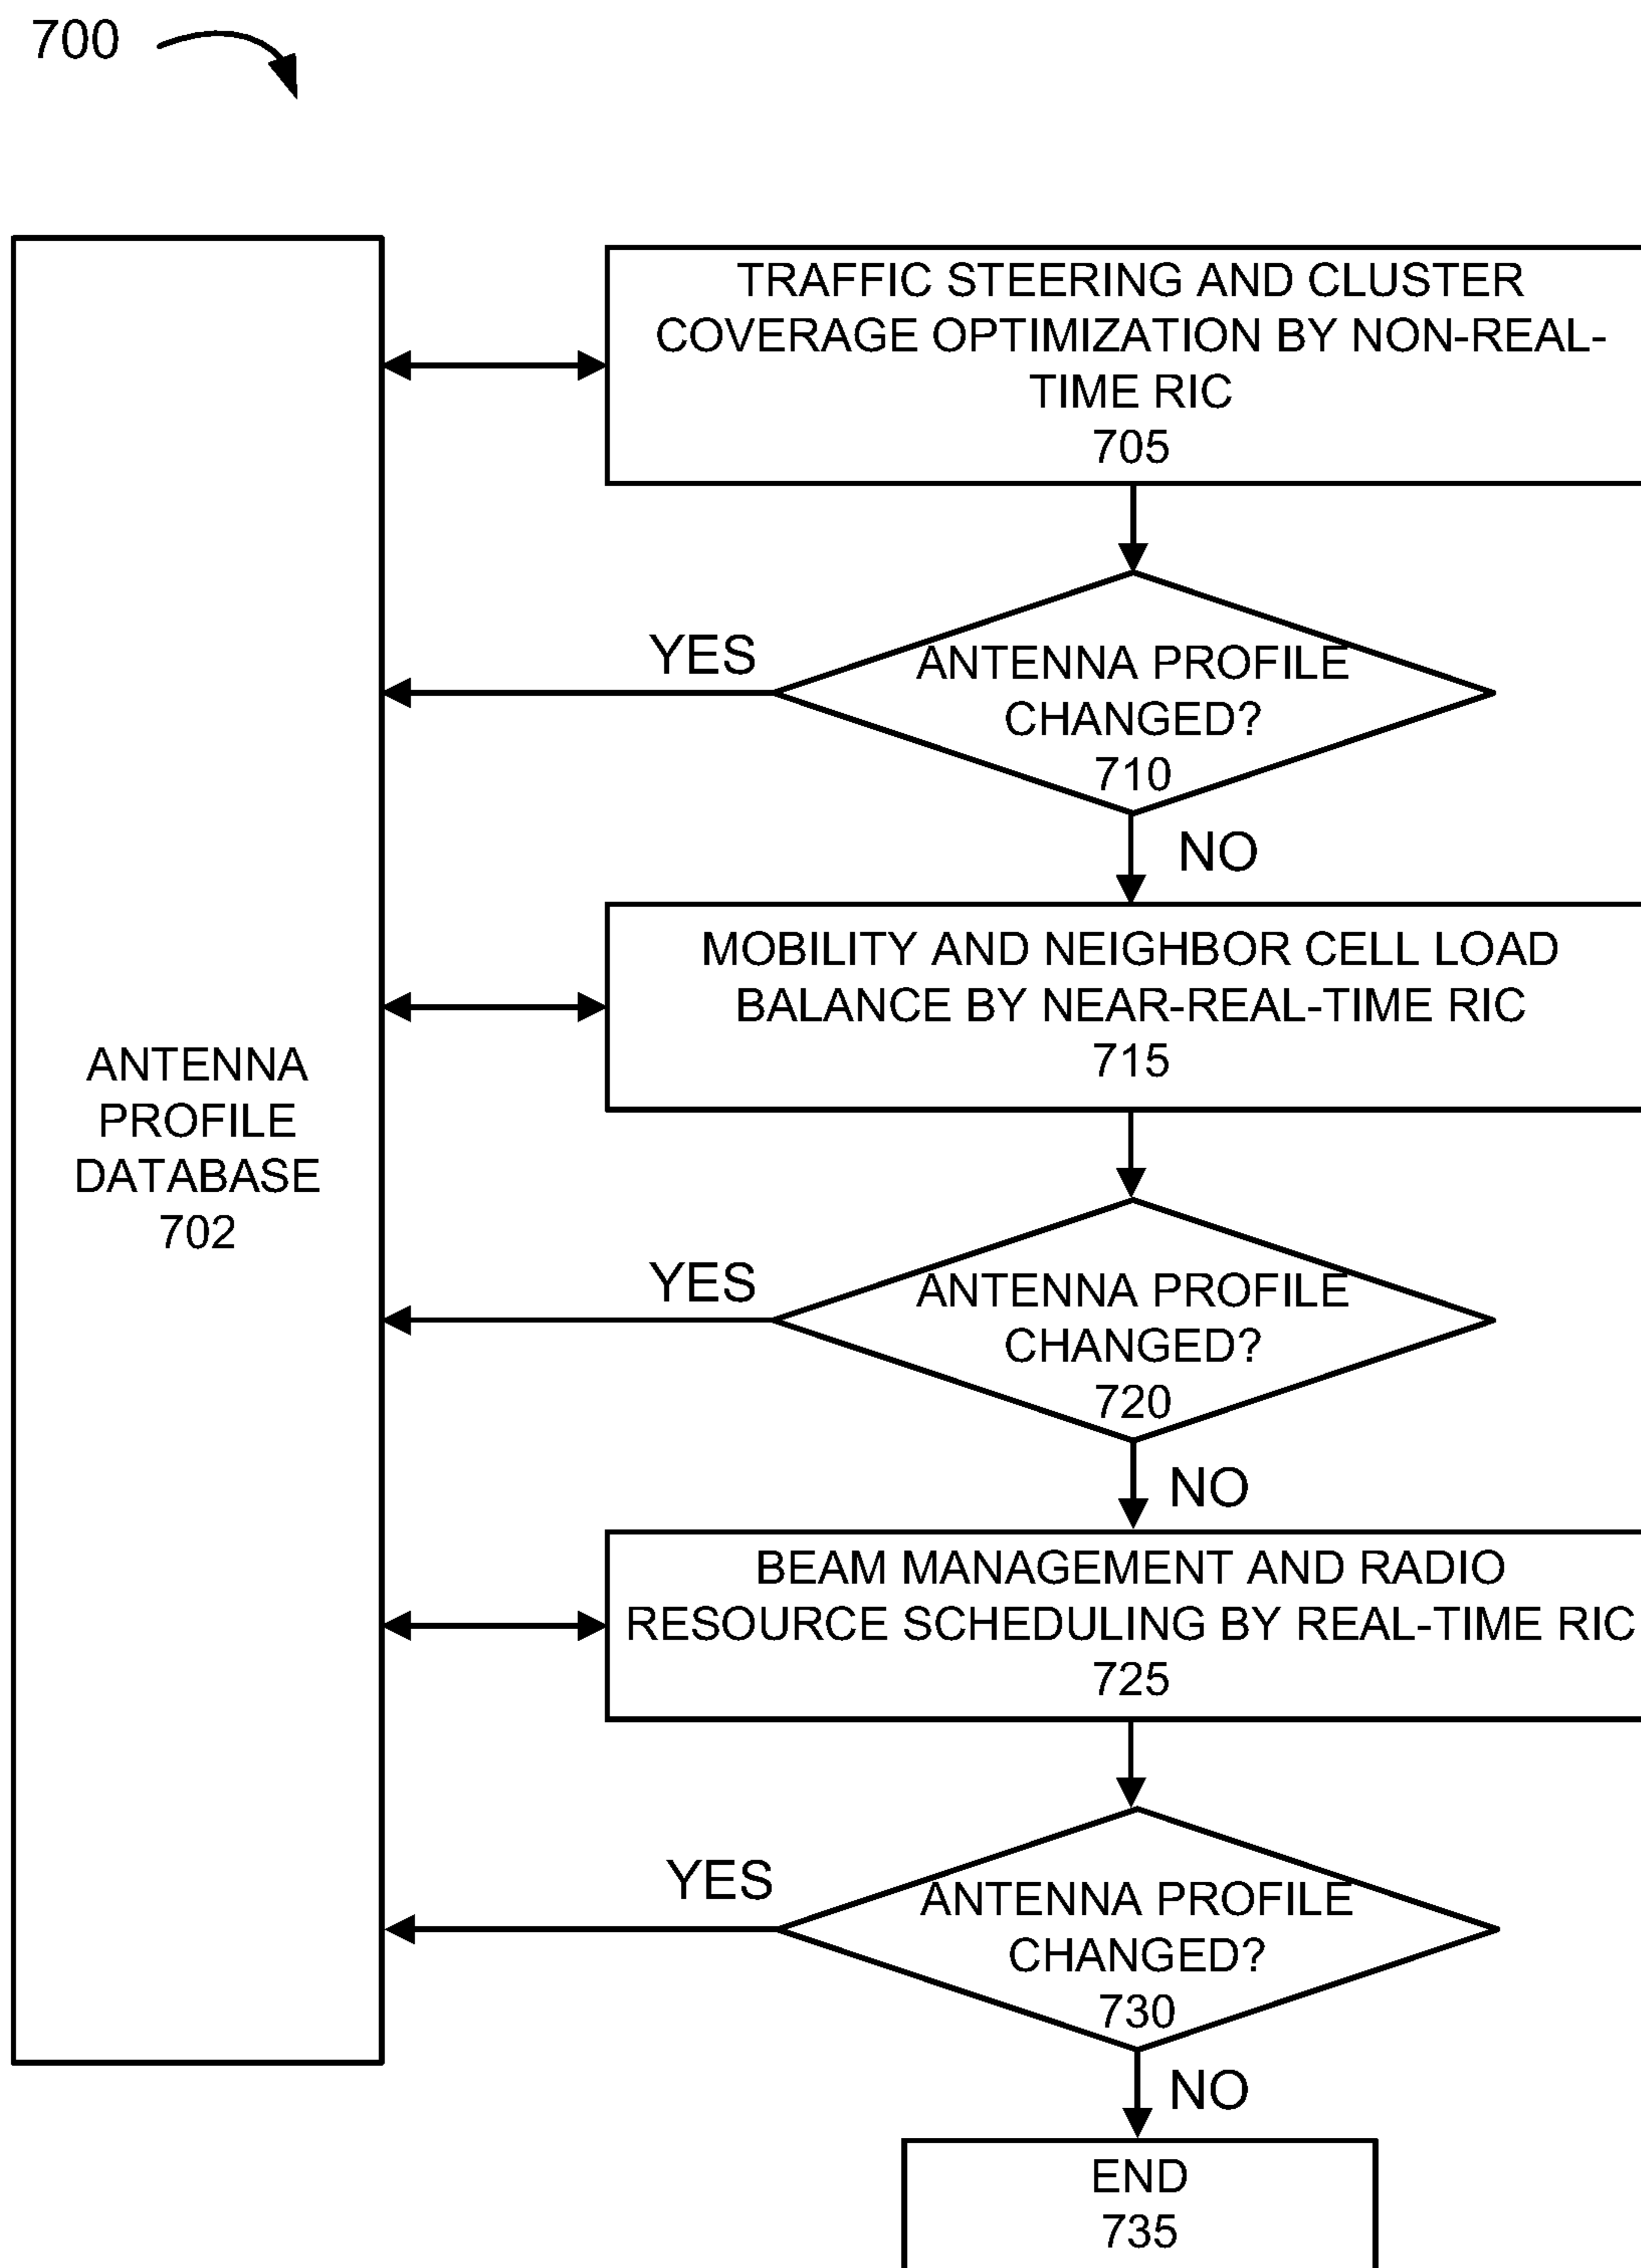 700
TRAFFIC STEERING AND CLUSTER
COVERAGE OPTIMIZATION BY NON-REAL-
TIME RIC
705
YES
ANTENNA PROFILE
CHANGED?
710
NO
MOBILITY AND NEIGHBOR CELL LOAD
BALANCE BY NEAR-REAL-TIME RIC
715
ANTENNA
PROFILE
DATABASE
702
YES
ANTENNA PROFILE
CHANGED?
720
NO
BEAM MANAGEMENT AND RADIO
RESOURCE SCHEDULING BY REAL-TIME RIC
725
YES
ANTENNA PROFILE
CHANGED?
730
NO
END
735